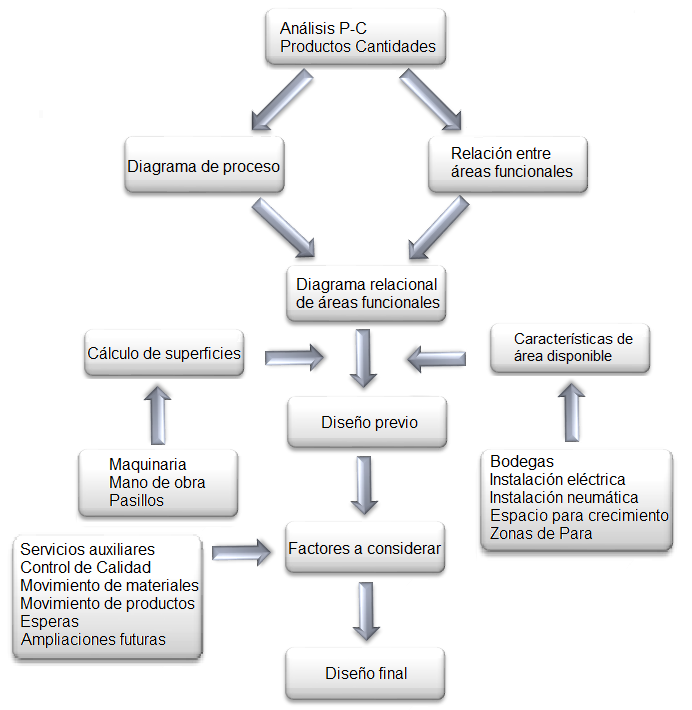 Análisis P-C
Productos Cantidades
Diagrama de proceso
Relación entre
áreas funcionales
Diagrama relacional
de áreas funcionales
Cálculo de superficies
Características de
área disponible
Diseño previo
Maquinaria
Mano de obra
Pasillos
Bodegas
Instalación eléctrica
Instalación neumática
Espacio para crecimiento
Zonas de Para
Servicios auxiliares
Control de Calidad
Movimiento de materiales
Movimiento de productos
Esperas
Ampliaciones futuras
Factores a considerar
Diseño final